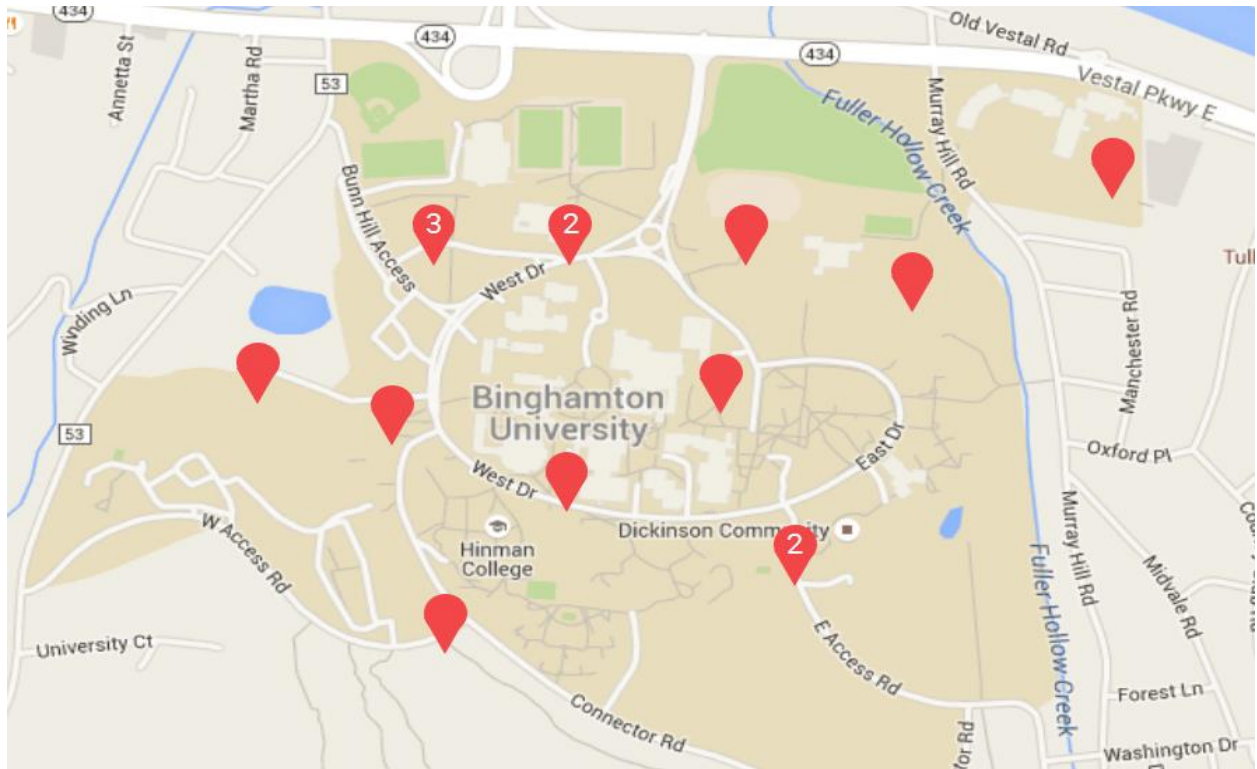 434
434
434
Old Vestal Rd
Vestal Pkwy E
Annetta St
Martha Rd
53
Fuller Hollow Creek
Murray Hill Rd
Bunn Hill Access
3
2
West Dr
Winding Ln
Manchester Rd
Binghamton
University
53
East Dr
Oxford Pl
West Dr
W Access Rd
Hinman
College
Dickinson Community
2
Murray Hill Rd
Fuller Hollow Creek
Midvale Rd
University Ct
E Access Rd
Connector Rd
Forest Ln
Washington Dr